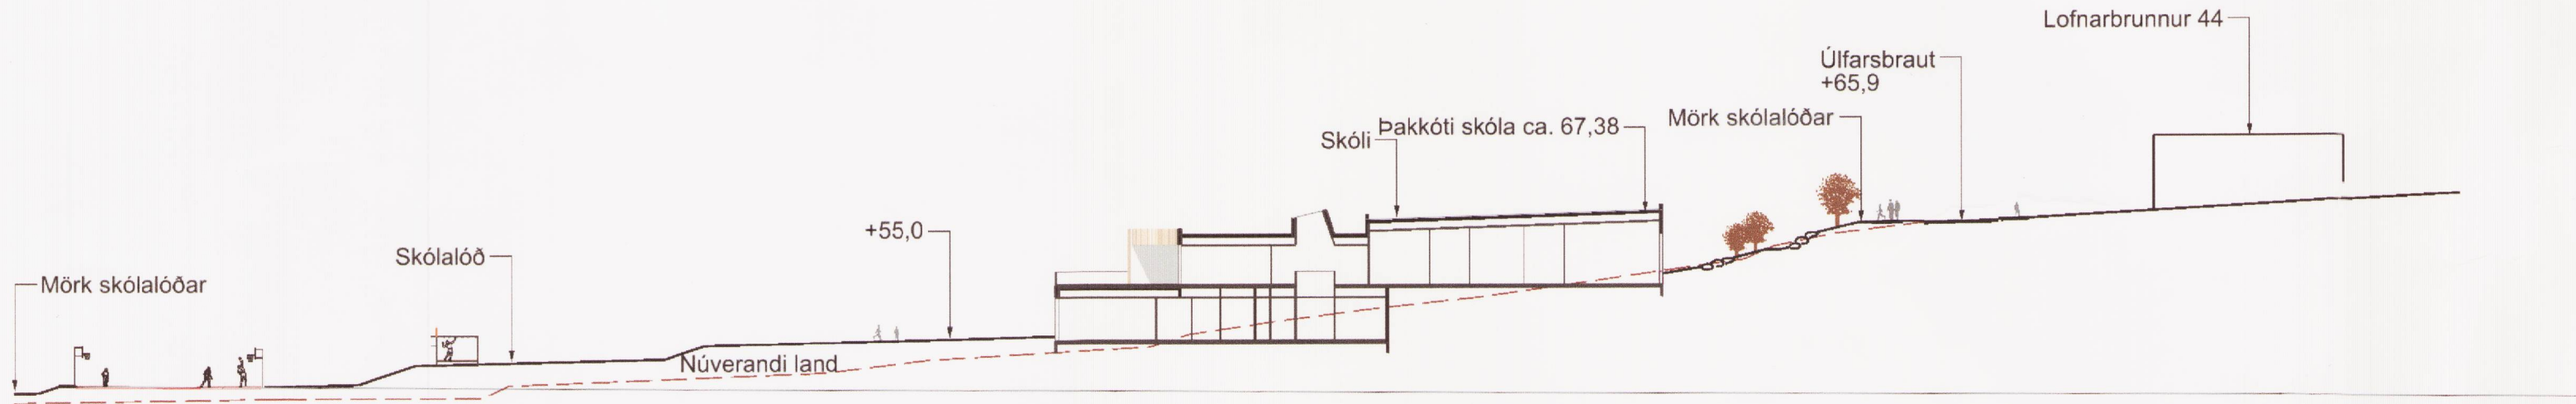 Lofnarbrunnur 44
Úlfarsbraut
+65,9
Mörk skólalóðar
Þakkóti skóla ca. 67,38
Skóli
+55,0
Skólalóð
Mörk skólalóðar
Núverandi land